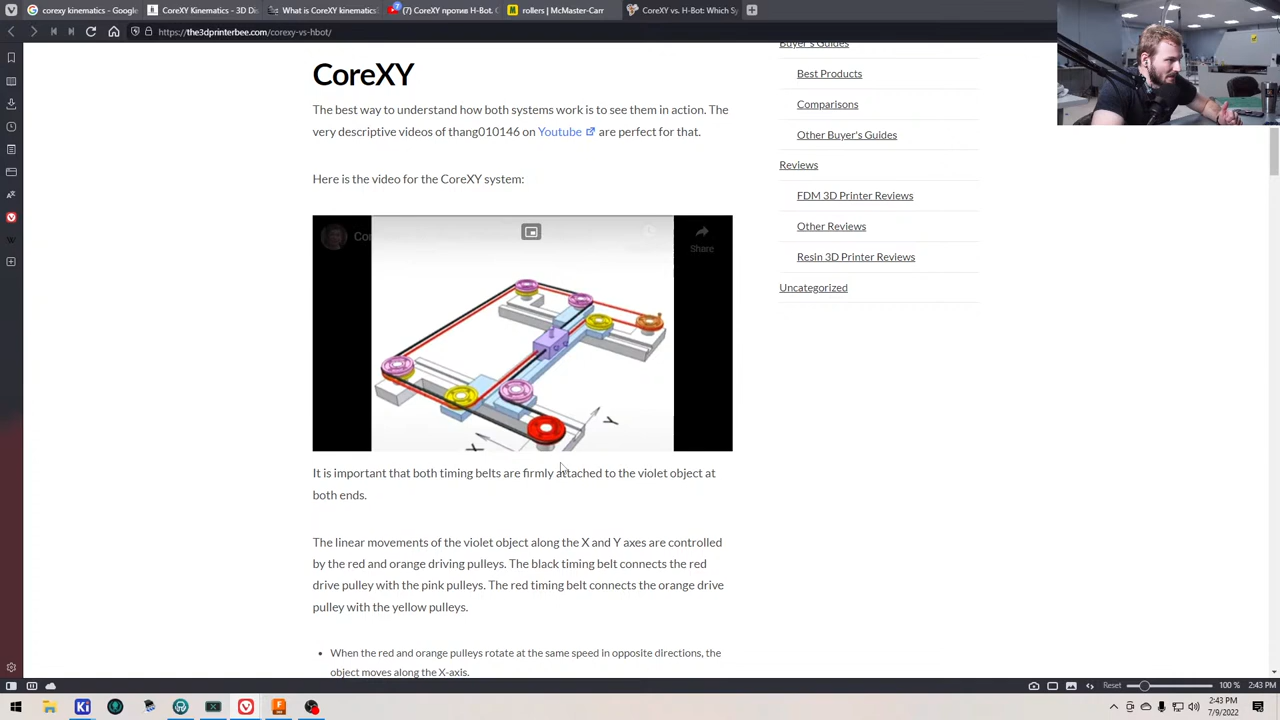 corexy kinematics - Google
CoreXY Kinematics - 3D Di
What is CoreXY Kinematics
(7) CoreXY против H-Bot. C
rollers | McMaster-Carr
CoreXY vs. H-Bot: Which Sy
https://the3dprinterbee.com/corexy-vs-hbot/
CoreXY
The best way to understand how both systems work is to see them in action. The
very descriptive videos of thang010146 on Youtube are perfect for that.
Here is the video for the CoreXY system:
Cor
Share
X
Y
It is important that both timing belts are firmly attached to the violet object at
both ends.
The linear movements of the violet object along the X and Y axes are controlled
by the red and orange driving pulleys. The black timing belt connects the red
drive pulley with the pink pulleys. The red timing belt connects the orange drive
pulley with the yellow pulleys.
• When the red and orange pulleys rotate at the same speed in opposite directions, the
object moves along the X-axis.
Buyer's Guides
Best Products
Comparisons
Other Buyer's Guides
Reviews
FDM 3D Printer Reviews
Other Reviews
Resin 3D Printer Reviews
Uncategorized
Reset
100 %
2:43 PM
Ki
F
2:43 PM
7/9/2022